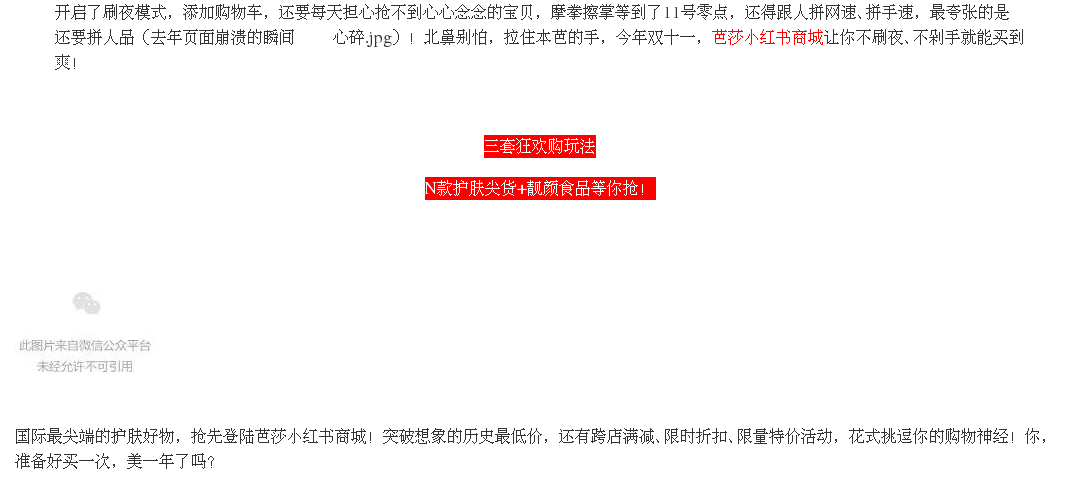 开启了刷夜模式，添加购物车，还要每天担心抢不到心心念念的宝贝，摩拳擦掌等到了11号零点，还得跟人拼网速、拼手速，最夸张的是
还要拼人品（去年页面崩溃的瞬间 心碎.jpg）！北鼻别怕，拉住本芭的手，今年双十一，芭莎小红书商城让你不刷夜、不剁手就能买到
爽！
三套狂欢购玩法
N款护肤尖货+靓颜食品等你抢！
此图片来自微信公众平台
未经允许不可引用
国际最尖端的护肤好物，抢先登陆芭莎小红书商城！突破想象的历史最低价，还有跨店满减、限时折扣、限量特价活动，花式挑逗你的购物神经！你，
准备好买一次，美一年了吗？